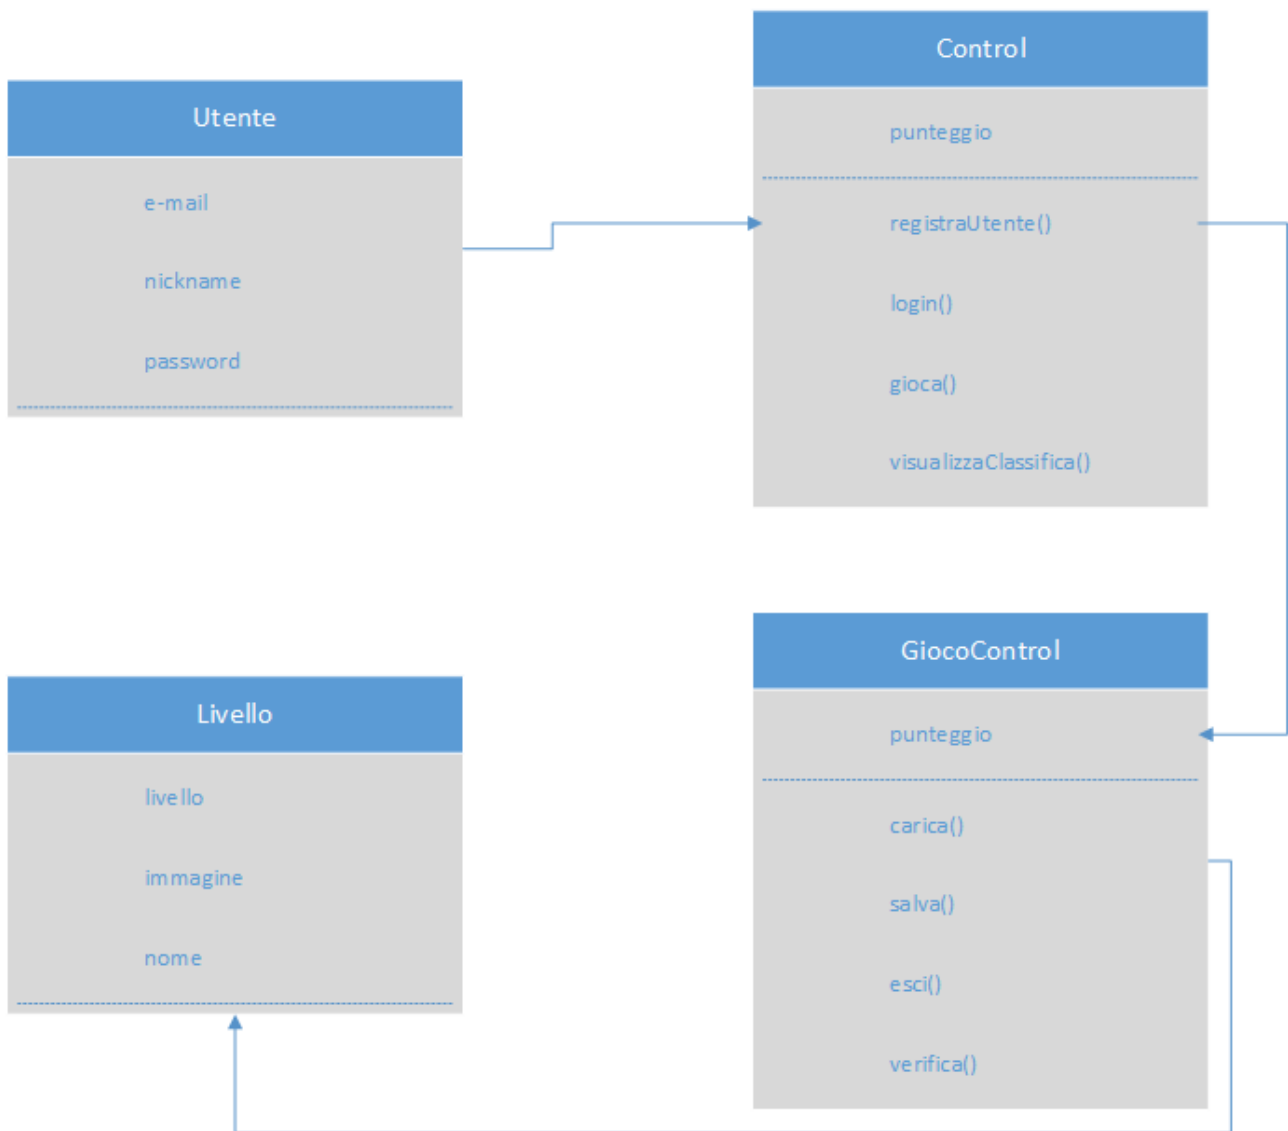 Utente
e-mail
nickname
password
Control
punteggio
registraUtente()
login()
gioca()
visualizzaClassifica()
Livello
livello
immagine
nome
GiocoControl
punteggio
carica()
salva()
esci()
verifica()